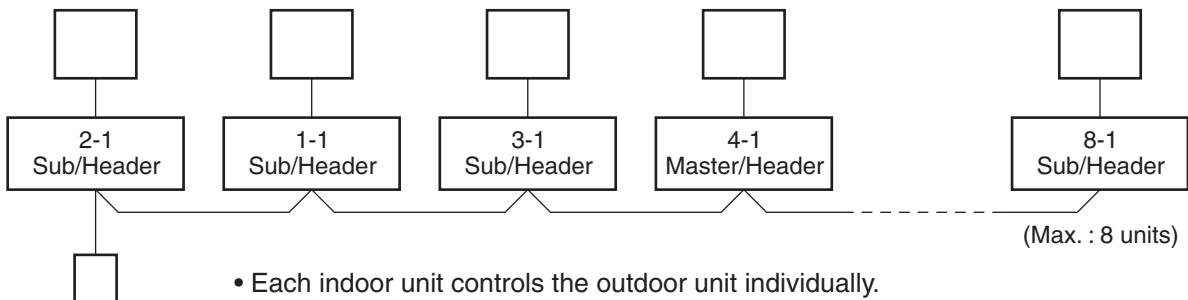 2-1
Sub/Header
1-1
Sub/Header
3-1
Sub/Header
4-1
Master/Header
8-1
Sub/Header
(Max. : 8 units)
• Each indoor unit controls the outdoor unit individually.